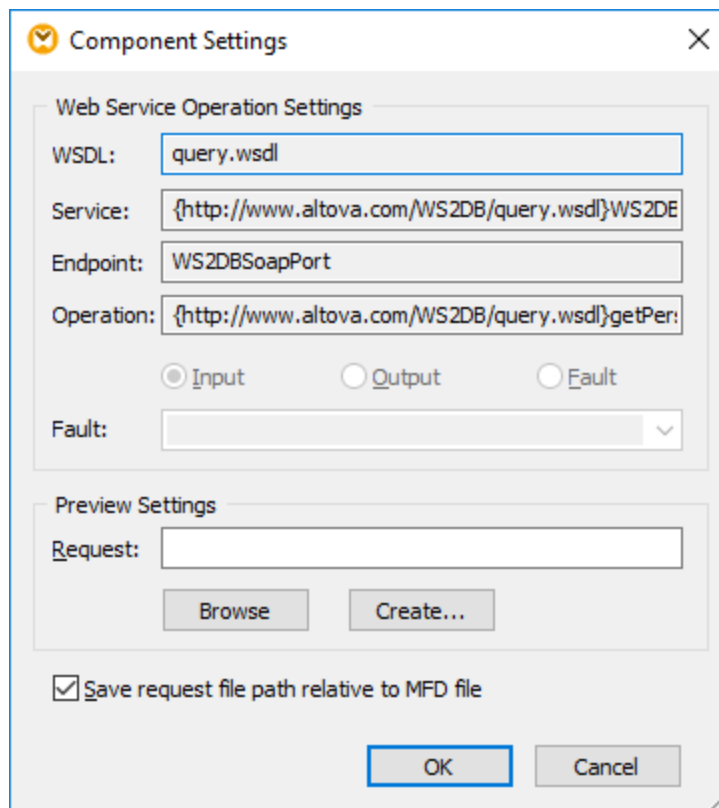 Component Settings
Web Service Operation Settings
WSDL: query.wsdl
Service: {http://www.altova.com/WS2DB/query.wsdl}WS2DB
Endpoint: WS2DBSoapPort
Operation: {http://www.altova.com/WS2DB/query.wsdl}getPers
Input Output Fault
Fault:
Preview Settings
Request:
Browse Create...
Save request file path relative to MFD file
OK Cancel